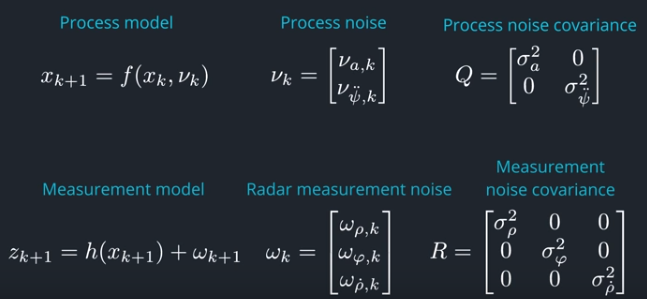 Process model
Process noise
Process noise covariance
x_{k+1} = f(x_k, ν_k)
ν_k = [ν_{a,k}; ν_{ψ̈,k}]
Q = [σ_a^2 0; 0 σ_{ψ̈}^2]
Measurement model
Radar measurement noise
Measurement
noise covariance
z_{k+1} = h(x_{k+1}) + ω_{k+1}
ω_k = [ω_{ρ,k}; ω_{φ,k}; ω_{ρ̇,k}]
R = [σ_ρ^2 0 0; 0 σ_φ^2 0; 0 0 σ_{ρ̇}^2]